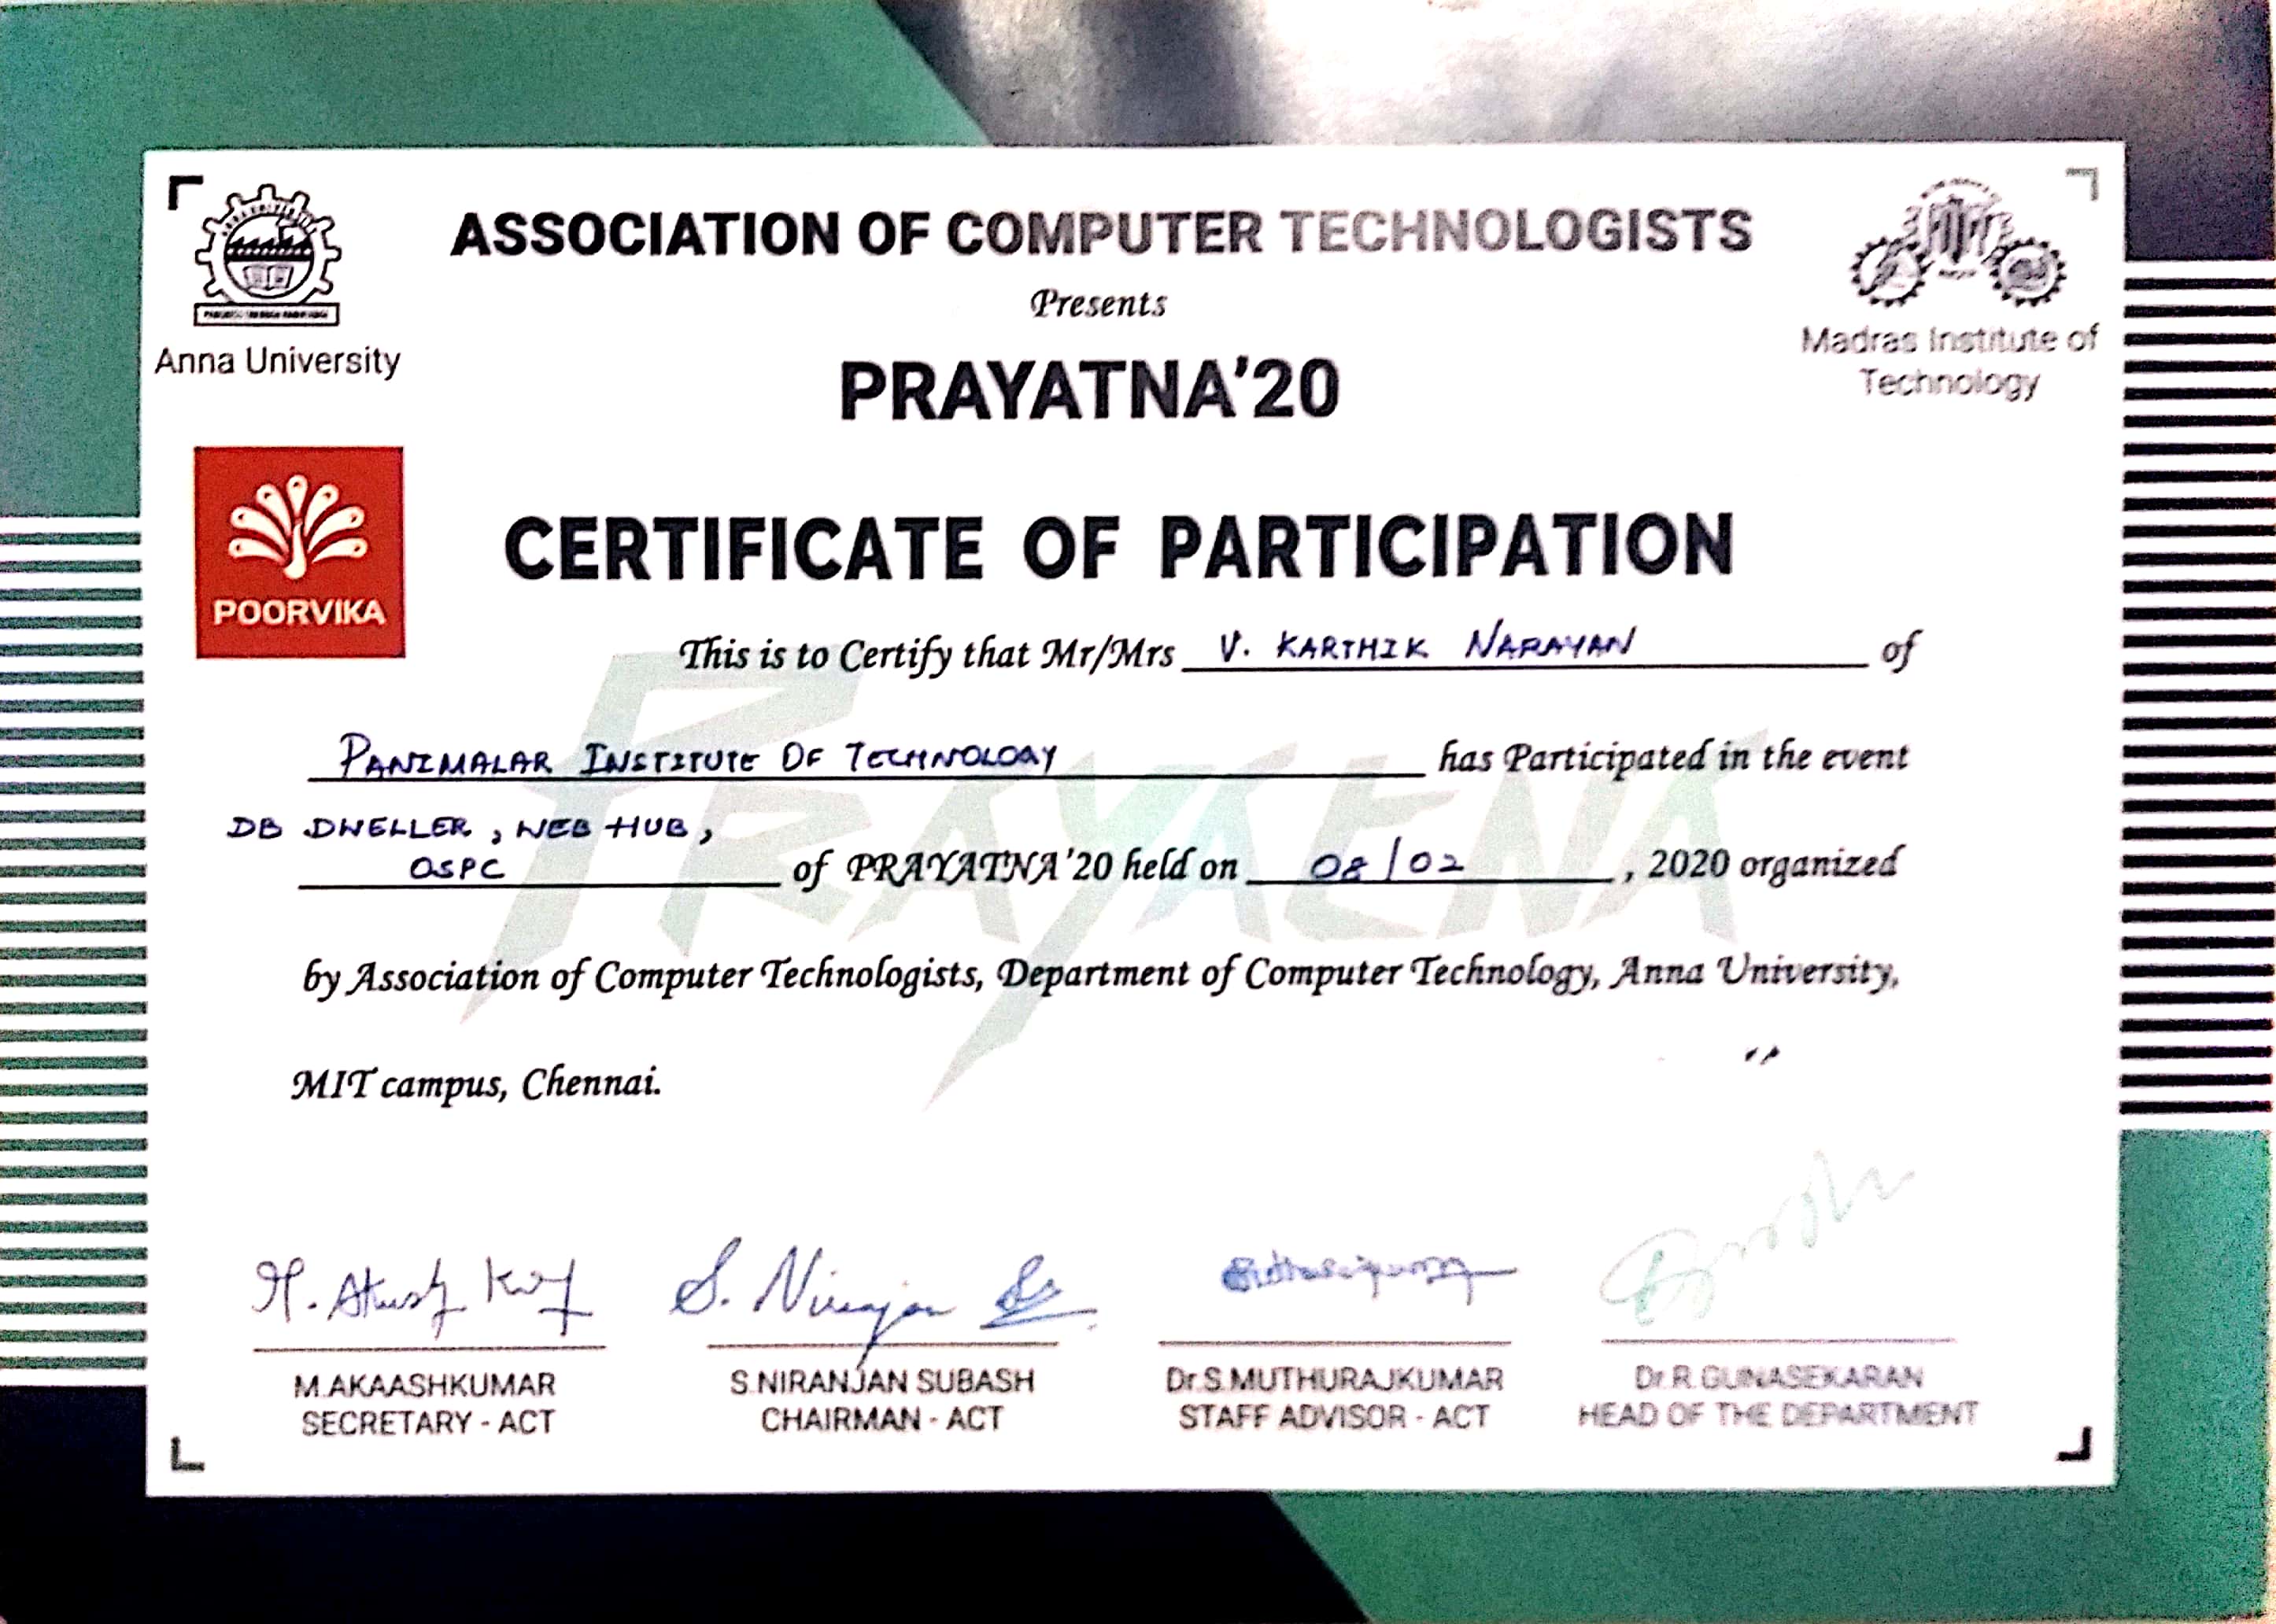 ASSOCIATION OF COMPUTER TECHNOLOGISTS
Presents
Anna University
Madras Institute of
Technology
PRAYATNA'20
POORVIKA
CERTIFICATE OF PARTICIPATION
This is to Certify that Mr/Mrs V. KARTHIK NARAYAN of
PANIMALAR INSTITUTE OF TECHNOLOGY has Participated in the event
DB DWELLER, WEB HUB,
OSPC of PRAYATNA'20 held on 08/02, 2020 organized
by Association of Computer Technologists, Department of Computer Technology, Anna University,
MIT campus, Chennai.
S. Niranjan
M.AKAASHKUMAR
SECRETARY - ACT
S.NIRANJAN SUBASH
CHAIRMAN - ACT
Dr.S.MUTHURAJKUMAR
STAFF ADVISOR - ACT
Dr.R.GUNASEKARAN
HEAD OF THE DEPARTMENT